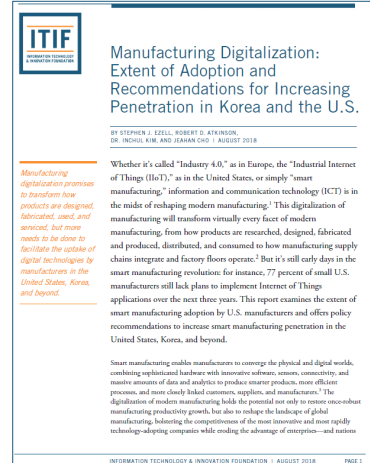 ITIF
INFORMATION TECHNOLOGY
& INNOVATION FOUNDATION
Manufacturing Digitalization:
Extent of Adoption and
Recommendations for Increasing
Penetration in Korea and the U.S.
BY STEPHEN J. EZELL, ROBERT D. ATKINSON,
DR. INCHUL KIM, AND JEAHAN CHO | AUGUST 2018
Manufacturing
digitalization promises
to transform how
products are designed,
fabricated, used, and
serviced, but more
needs to be done to
facilitate the uptake of
digital technologies by
manufacturers in the
United States, Korea,
and beyond.
Whether it's called “Industry 4.0,” as in Europe, the “Industrial Internet
of Things (IIoT),” as in the United States, or simply “smart
manufacturing,” information and communication technology (ICT) is in
the midst of reshaping modern manufacturing.1 This digitalization of
manufacturing will transform virtually every facet of modern
manufacturing, from how products are researched, designed, fabricated
and produced, distributed, and consumed to how manufacturing supply
chains integrate and factory floors operate.2 But it's still early days in the
smart manufacturing revolution: for instance, 77 percent of small U.S.
manufacturers still lack plans to implement Internet of Things
applications over the next three years. This report examines the extent of
smart manufacturing adoption by U.S. manufacturers and offers policy
recommendations to increase smart manufacturing penetration in the
United States, Korea, and beyond.
Smart manufacturing enables manufacturers to converge the physical and digital worlds,
combining sophisticated hardware with innovative software, sensors, connectivity, and
massive amounts of data and analytics to produce smarter products, more efficient
processes, and more closely linked customers, suppliers, and manufacturers.3 The
digitalization of modern manufacturing holds the potential not only to restore once-robust
manufacturing productivity growth, but also to reshape the landscape of global
manufacturing, bolstering the competitiveness of the most innovative and most rapidly
technology-adopting companies while eroding the advantage of enterprises—and nations
INFORMATION TECHNOLOGY & INNOVATION FOUNDATION | AUGUST 2018 PAGE 1